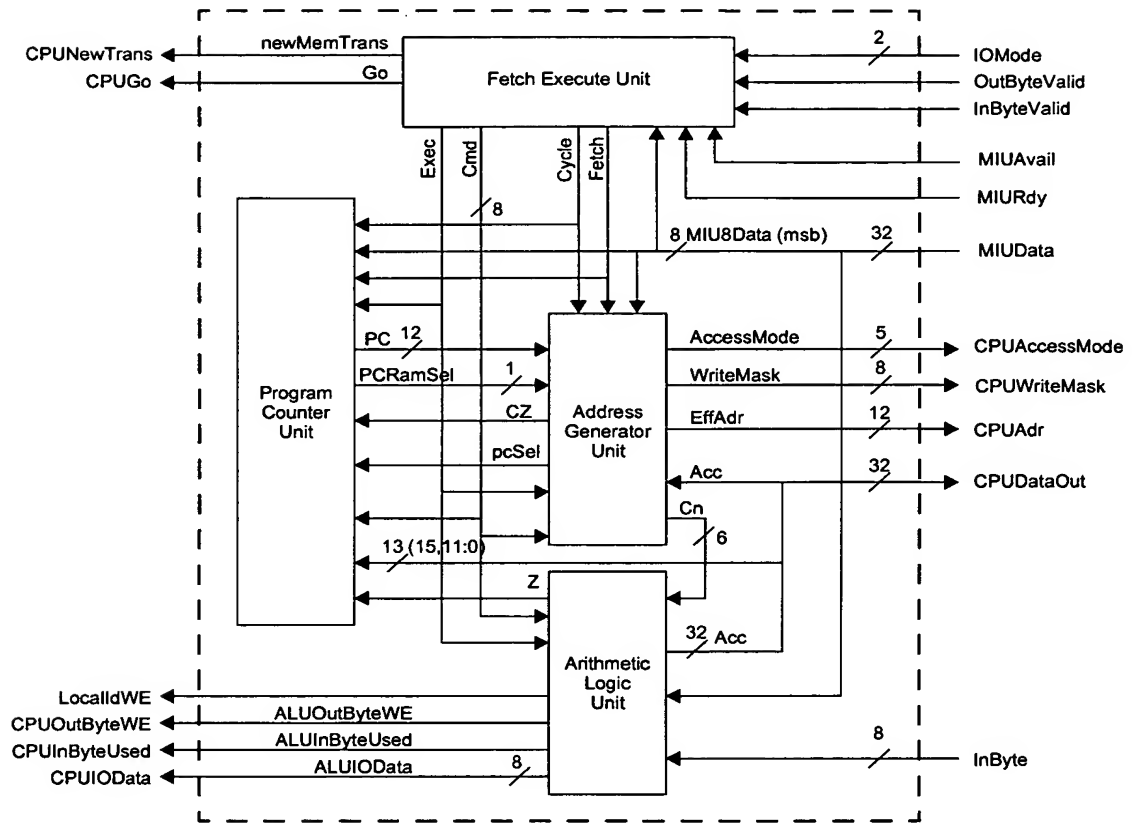 newMemTrans
CPUNewTrans
Go
CPUGo
Fetch Execute Unit
2
IOMode
OutByteValid
InByteValid
Exec
Cmd
Cycle
Fetch
MIUAvail
MIURdy
8
8 MIU8Data (msb)
32
MIUData
PC 12
PCRamSel
1
CZ
pcSel
Program
Counter
Unit
Address
Generator
Unit
AccessMode
5
CPUAccessMode
WriteMask
8
CPUWriteMask
EffAdr
12
CPUAdr
Acc
32
CPUDataOut
Cn
6
13 (15,11:0)
Z
32 Acc
Arithmetic
Logic
Unit
LocalIdWE
ALUOutByteWE
CPUOutByteWE
ALUInByteUsed
CPUInByteUsed
ALUIOData
8
CPUIOData
8
InByte